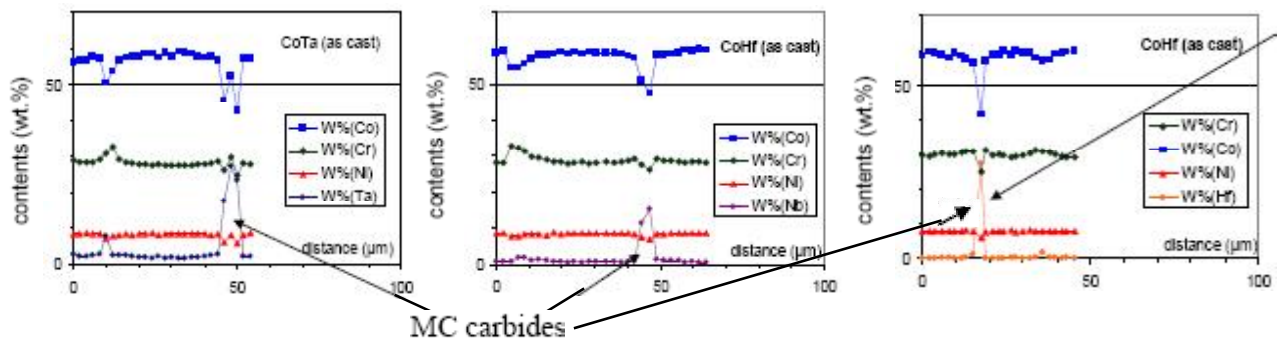 CoTa (as cast)
contents (wt.%)
50
0
W%(Co)
W%(Cr)
W%(Ni)
W%(Ta)
distance (µm)
0
50
100
CoHf (as cast)
contents (wt.%)
50
0
W%(Co)
W%(Cr)
W%(Ni)
W%(Nb)
distance (µm)
0
50
100
CoHf (as cast)
contents (wt.%)
50
0
W%(Cr)
W%(Co)
W%(Ni)
W%(Hf)
distance (µm)
0
50
100
MC carbides